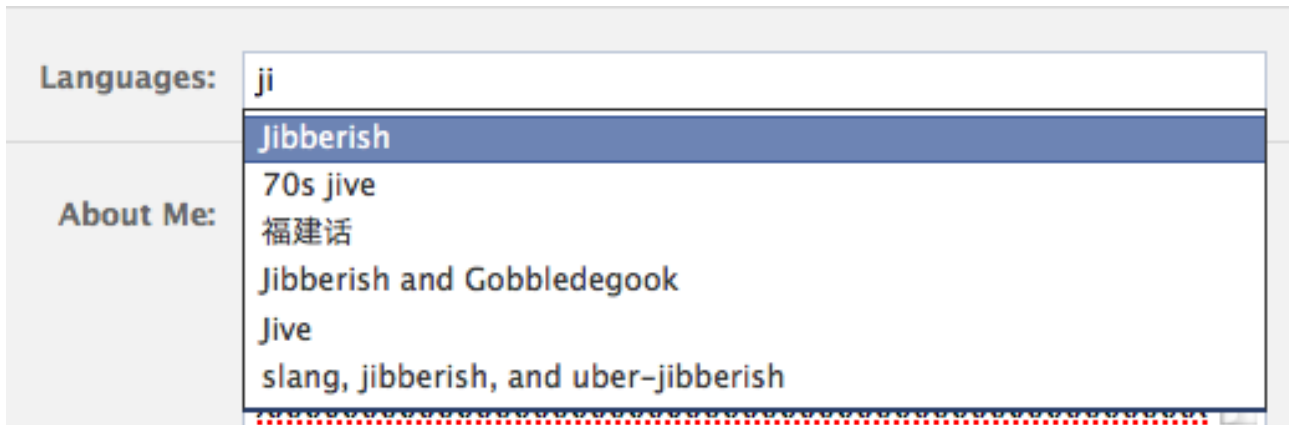 Languages: ji
Jibberish
70s jive
About Me:
福建话
Jibberish and Gobbledegook
Jive
slang, jibberish, and uber-jibberish